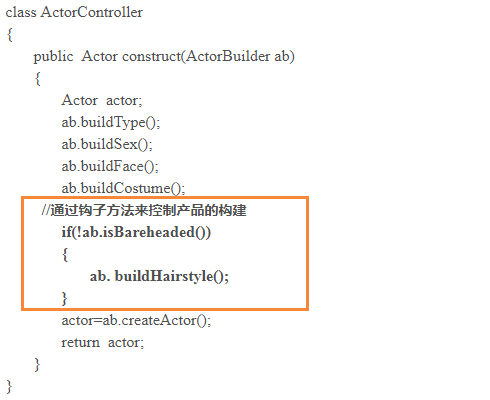 class ActorController
{
public  Actor construct(ActorBuilder ab)
{
Actor  actor;
ab.buildType();
ab.buildSex();
ab.buildFace();
ab.buildCostume();
//通过钩子方法来控制产品的构建
if(!ab.isBareheaded())
{
ab. buildHairstyle();
}
actor=ab.createActor();
return  actor;
}
}